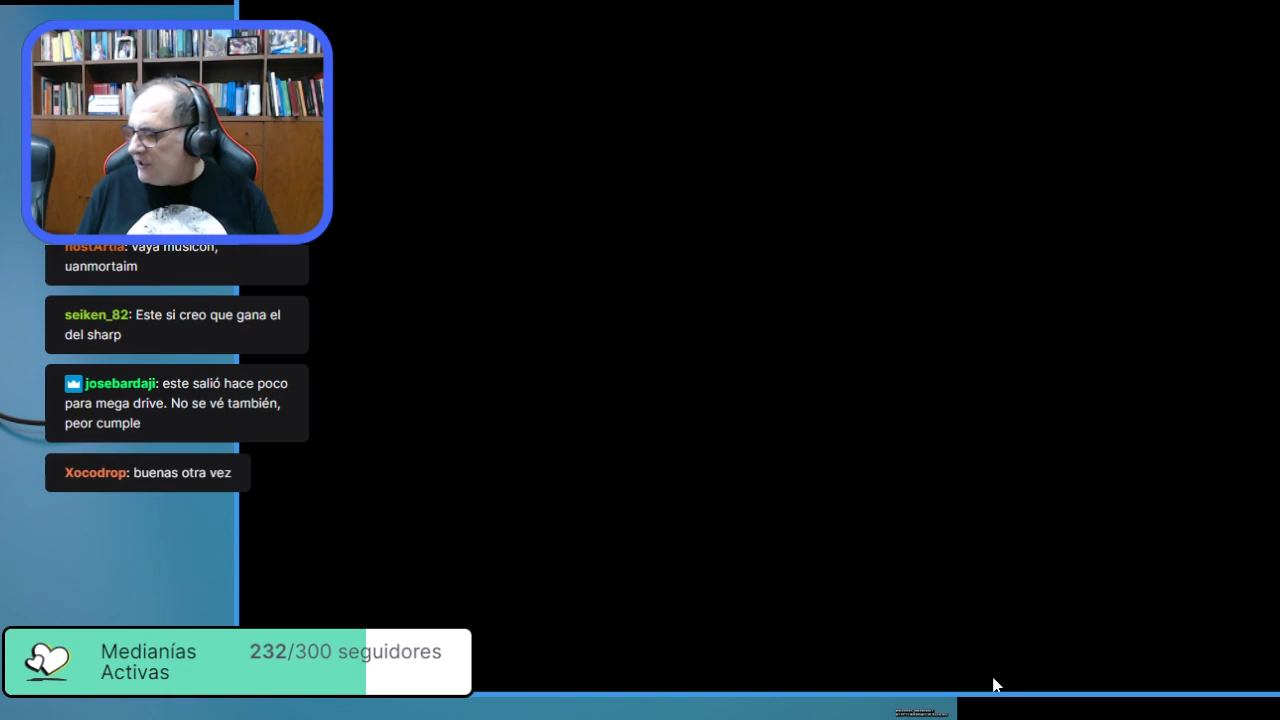 hostArtia: vaya musicon,
uanmortaim
seiken_82: Este si creo que gana el
del sharp
josebardaji: este salió hace poco
para mega drive. No se vé también,
peor cumple
Xocodrop: buenas otra vez
Medianías
Activas
232/300 seguidores